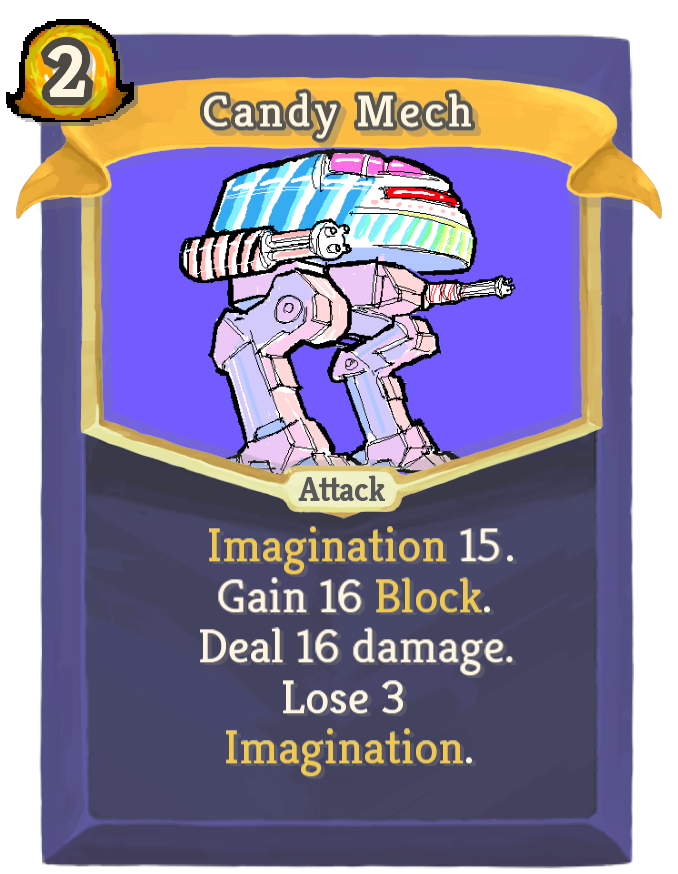 2
Candy Mech
Attack
Imagination 15.
Gain 16 Block.
Deal 16 damage.
Lose 3
Imagination.